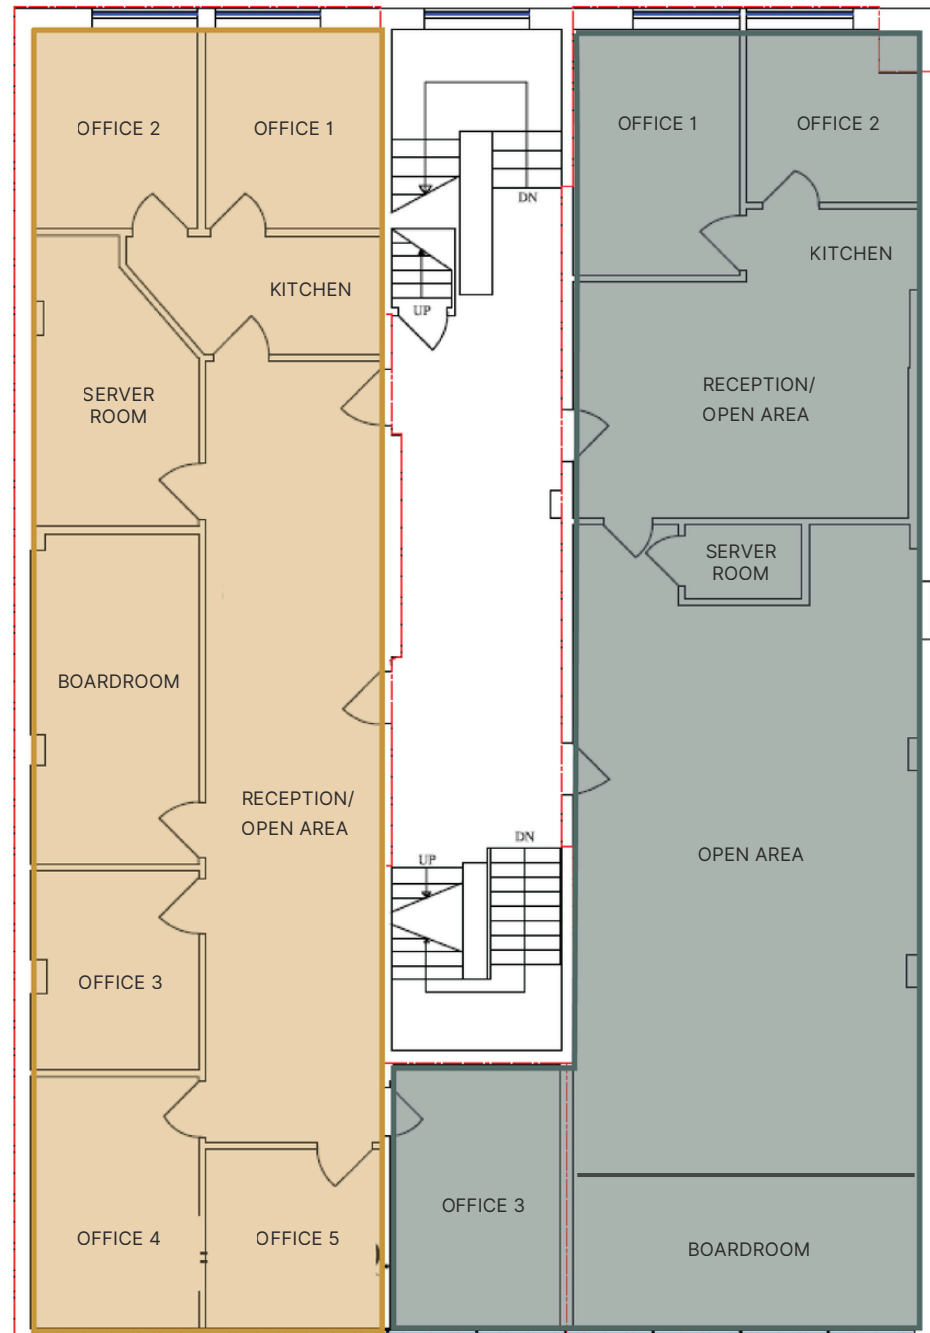 OFFICE 2
OFFICE 1
KITCHEN
SERVER
ROOM
BOARDROOM
RECEPTION/
OPEN AREA
OFFICE 3
OFFICE 4
OFFICE 5
DN
UP
DN
UP
OFFICE 1
OFFICE 2
KITCHEN
RECEPTION/
OPEN AREA
SERVER
ROOM
OPEN AREA
OFFICE 3
BOARDROOM